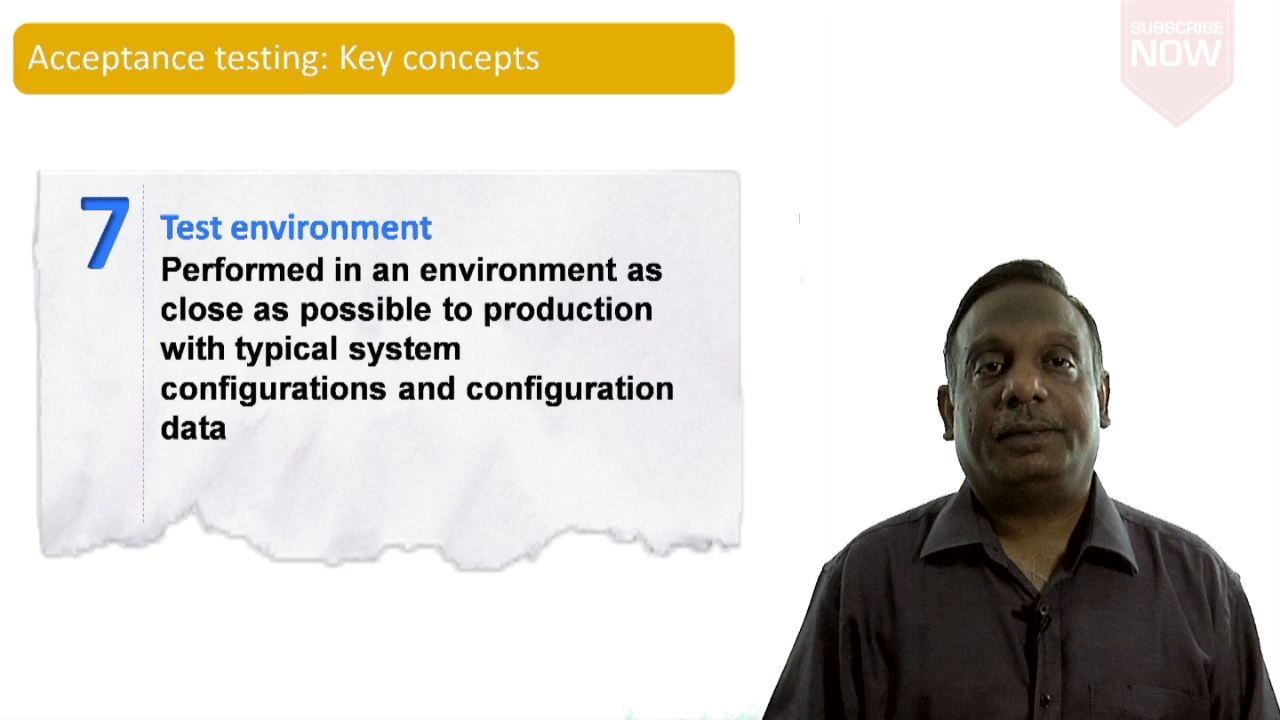 Acceptance testing: Key concepts
SUBSCRIBE
NOW
7
Test environment
Performed in an environment as
close as possible to production
with typical system
configurations and configuration
data